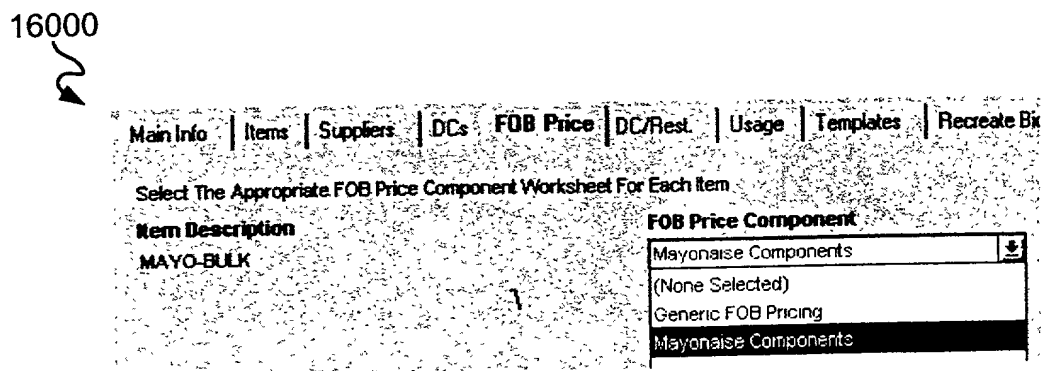 16000
Main Info | Items | Suppliers | DCs | FOB Price | DC/Rest. | Usage | Templates | Recreate Bid
Select The Appropriate FOB Price Component Worksheet For Each Item
Item Description FOB Price Component
MAYO-BULK Mayonaise Components
(None Selected)
Generic FOB Pricing
Mayonaise Components